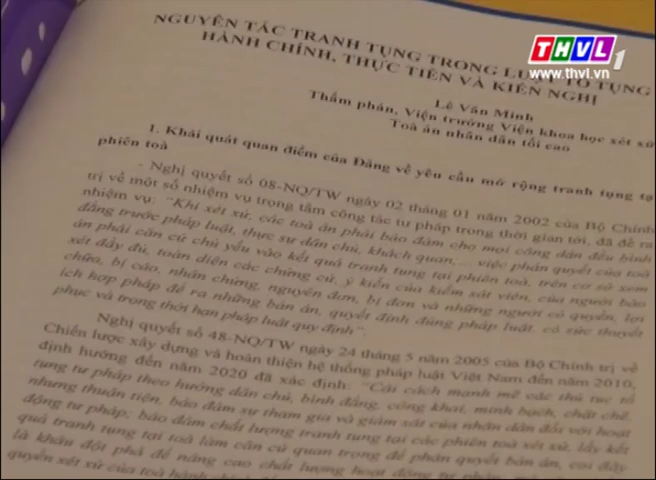 THVL1
www.thvl.vn
NGUYÊN TẮC TRANH TỤNG TRONG LUẬT TỐ TỤNG
HÀNH CHÍNH, THỰC TIỄN VÀ KIẾN NGHỊ
Lê Văn Minh
Thẩm phán, Viện trưởng Viện khoa học xét xử
Toà án nhân dân tối cao
1. Khái quát quan điểm của Đảng về yêu cầu mở rộng tranh tụng tại
phiên toà
- Nghị quyết số 08-NQ/TW ngày 02 tháng 01 năm 2002 của Bộ Chính
trị về một số nhiệm vụ trọng tâm công tác tư pháp trong thời gian tới, đã đề ra
nhiệm vụ: "Khi xét xử, các toà án phải bảo đảm cho mọi công dân đều bình
đẳng trước pháp luật, thực sự dân chủ, khách quan,... việc phán quyết của toà
án phải căn cứ chủ yếu vào kết quả tranh tụng tại phiên toà, trên cơ sở xem
xét đầy đủ, toàn diện các chứng cứ, ý kiến của kiểm sát viên, của người bào
chữa, bị cáo, nhân chứng, nguyên đơn, bị đơn và những người có quyền, lợi
ích hợp pháp để ra những bản án, quyết định đúng pháp luật, có sức thuyết
phục và trong thời hạn pháp luật quy định".
Nghị quyết số 48-NQ/TW ngày 24 tháng 5 năm 2005 của Bộ Chính trị về
Chiến lược xây dựng và hoàn thiện hệ thống pháp luật Việt Nam đến năm 2010,
định hướng đến năm 2020 đã xác định: "Cải cách mạnh mẽ các thủ tục tố
tụng tư pháp theo hướng dân chủ, bình đẳng, công khai, minh bạch, chặt chẽ,
nhưng thuận tiện, bảo đảm sự tham gia và giám sát của nhân dân đối với hoạt
động tư pháp; bảo đảm chất lượng tranh tụng tại các phiên toà xét xử, lấy kết
quả tranh tụng tại toà làm căn cứ quan trọng để phán quyết bản án, coi đây
là khâu đột phá để nâng cao chất lượng hoạt động tư pháp
quyền xét xử của toà hành chính